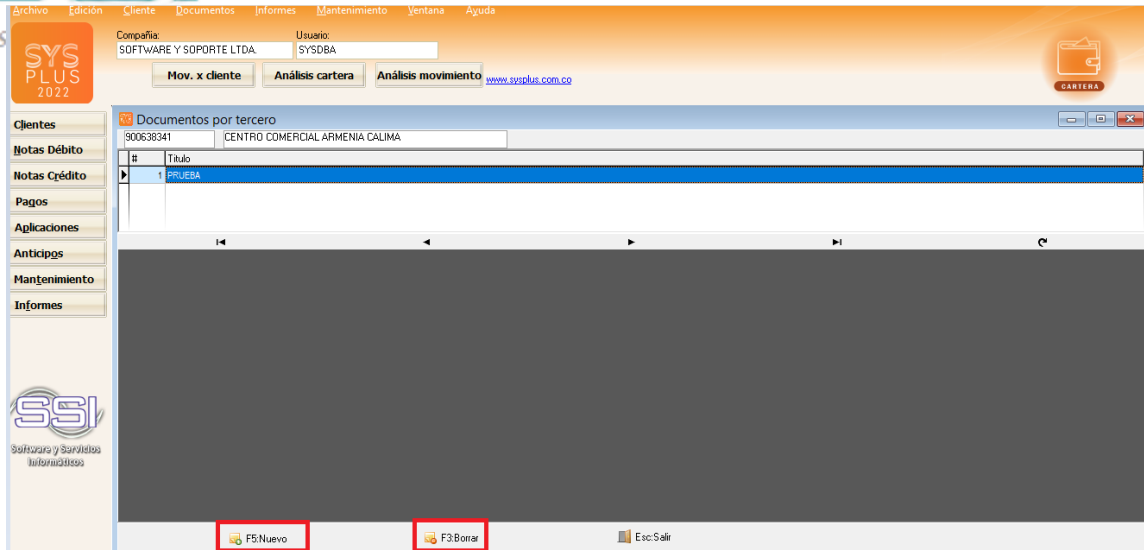 Archivo Edición Cliente Documentos Informes Mantenimiento Ventana Ayuda
SYS
PLUS
2022
Compañia: Usuario:
SOFTWARE Y SOPORTE LTDA. SYSDBA
Mov. x cliente Análisis cartera Análisis movimiento www.sysplus.com.co
CARTERA
Clientes
Notas Débito
Notas Crédito
Pagos
Aplicaciones
Anticipos
Mantenimiento
Informes
SSI
Software y Servicios
Informáticos
Documentos por tercero
900638341 CENTRO COMERCIAL ARMENIA CALIMA
# Titulo
1 PRUEBA
F5:Nuevo F3:Borrar Esc:Salir